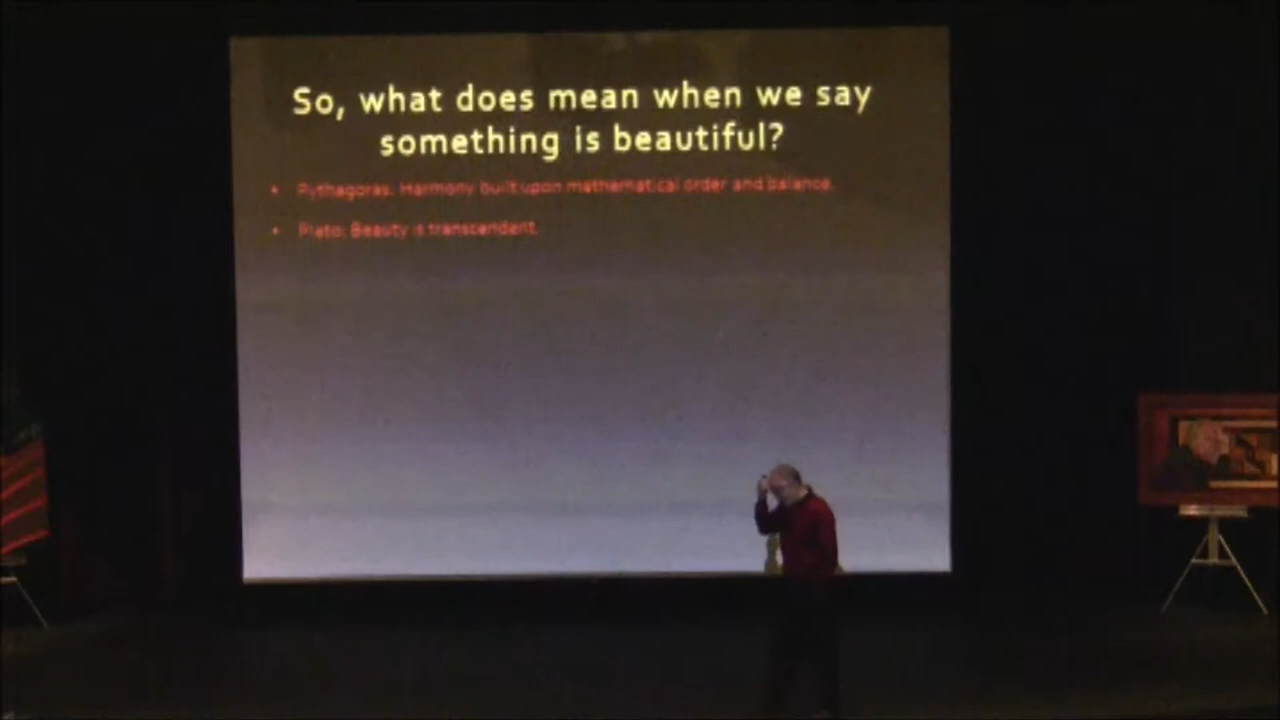 So, what does mean when we say
something is beautiful?
• Pythagoras. Harmony built upon mathematical order and balance.
• Plato: Beauty is transcendent.